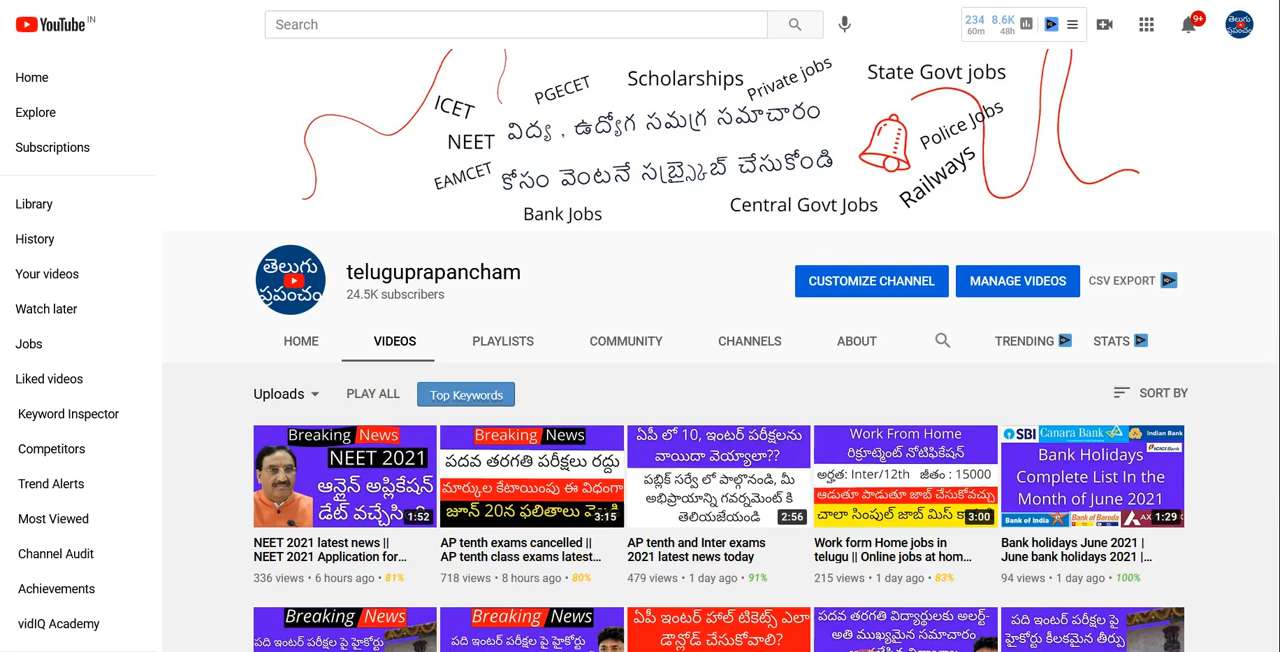 YouTube IN
Search
234 60m
8.6K 48h
9+
తెలుగు
ప్రపంచం
Home
Explore
Subscriptions
Library
History
Your videos
Watch later
Jobs
Liked videos
Keyword Inspector
Competitors
Trend Alerts
Most Viewed
Channel Audit
Achievements
vidIQ Academy
ICET
PGECET
Scholarships
Private jobs
State Govt jobs
NEET
విద్య , ఉద్యోగ సమగ్ర సమాచారం
Police Jobs
EAMCET
కోసం వెంటనే సబ్స్క్రైబ్ చేసుకోండి
Railways
Bank Jobs
Central Govt Jobs
తెలుగు
ప్రపంచం
teluguprapancham
24.5K subscribers
CUSTOMIZE CHANNEL
MANAGE VIDEOS
CSV EXPORT
HOME
VIDEOS
PLAYLISTS
COMMUNITY
CHANNELS
ABOUT
TRENDING
STATS
Uploads
PLAY ALL
Top Keywords
SORT BY
Breaking News
NEET 2021
ఆన్లైన్ అప్లికేషన్
డేట్ వచ్చేసి
1:52
NEET 2021 latest news ||
NEET 2021 Application for...
336 views • 6 hours ago • 81%
Breaking News
పదవ తరగతి పరీక్షలు రద్దు
మార్కుల కేటాయింపు ఈ విధంగా
జూన్ 20న ఫలితాలు
3:15
AP tenth exams cancelled ||
AP tenth class exams latest...
718 views • 8 hours ago • 80%
ఏపీ లో 10, ఇంటర్ పరీక్షలను
వాయిదా వెయ్యాలా??
పబ్లిక్ సర్వే లో పాల్గొనండి, మీ
అభిప్రాయాన్ని గవర్నమెంట్ కి
తెలియజేయండి
2:56
AP tenth and Inter exams
2021 latest news today
479 views • 1 day ago • 91%
Work From Home
రిక్రూట్మెంట్ నోటిఫికేషన్
అర్హత: Inter/12th జీతం : 15000
ఆడుతూ పాడుతూ జాబ్ చేసుకోవచ్చు
చాలా సింపుల్ జాబ్ మిస్ కా
3:00
Work form Home jobs in
telugu || Online jobs at hom...
215 views • 1 day ago • 83%
SBI Canara Bank Indian Bank
ICICI Bank
Bank Holidays
Complete List In the
Month of June 2021
Bank of India
Bank of Baroda
AX
1:29
Bank holidays June 2021 |
June bank holidays 2021 |...
94 views • 1 day ago • 100%
Breaking News
పది ఇంటర్ పరీక్షల పై హైకోర్టు
Breaking News
పది ఇంటర్ పరీక్షల పై హైకోర్టు
ఏపీ ఇంటర్ హాల్ టికెట్స్ ఎలా
డౌన్లోడ్ చేసుకోవాలి?
పదవ తరగతి విద్యార్థులకు అలర్ట్-
అతి ముఖ్యమైన సమాచారం
పది ఇంటర్ పరీక్షల పై
హైకోర్టు కీలకమైన తీర్పు